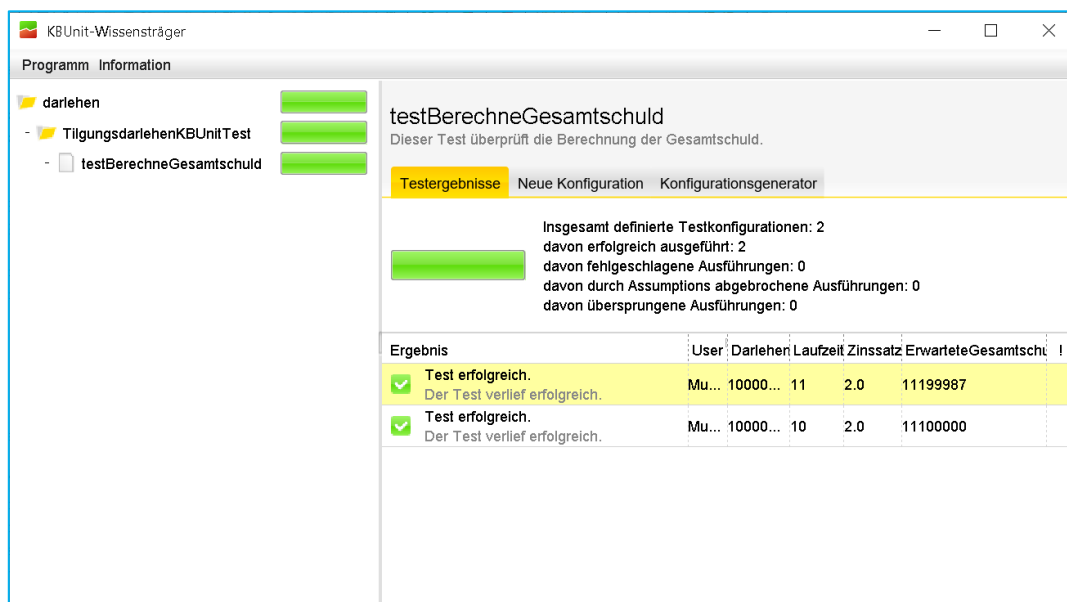 KBUnit-Wissensträger
Programm Information
darlehen
- TilgungsdarlehenKBUnitTest
- testBerechneGesamtschuld
testBerechneGesamtschuld
Dieser Test überprüft die Berechnung der Gesamtschuld.
Testergebnisse Neue Konfiguration Konfigurationsgenerator
Insgesamt definierte Testkonfigurationen: 2
davon erfolgreich ausgeführt: 2
davon fehlgeschlagene Ausführungen: 0
davon durch Assumptions abgebrochene Ausführungen: 0
davon übersprungene Ausführungen: 0
Ergebnis User Darlehen Laufzeit Zinssatz ErwarteteGesamtschu !
Test erfolgreich.
Der Test verlief erfolgreich.
Mu... 10000... 11 2.0 11199987
Test erfolgreich.
Der Test verlief erfolgreich.
Mu... 10000... 10 2.0 11100000